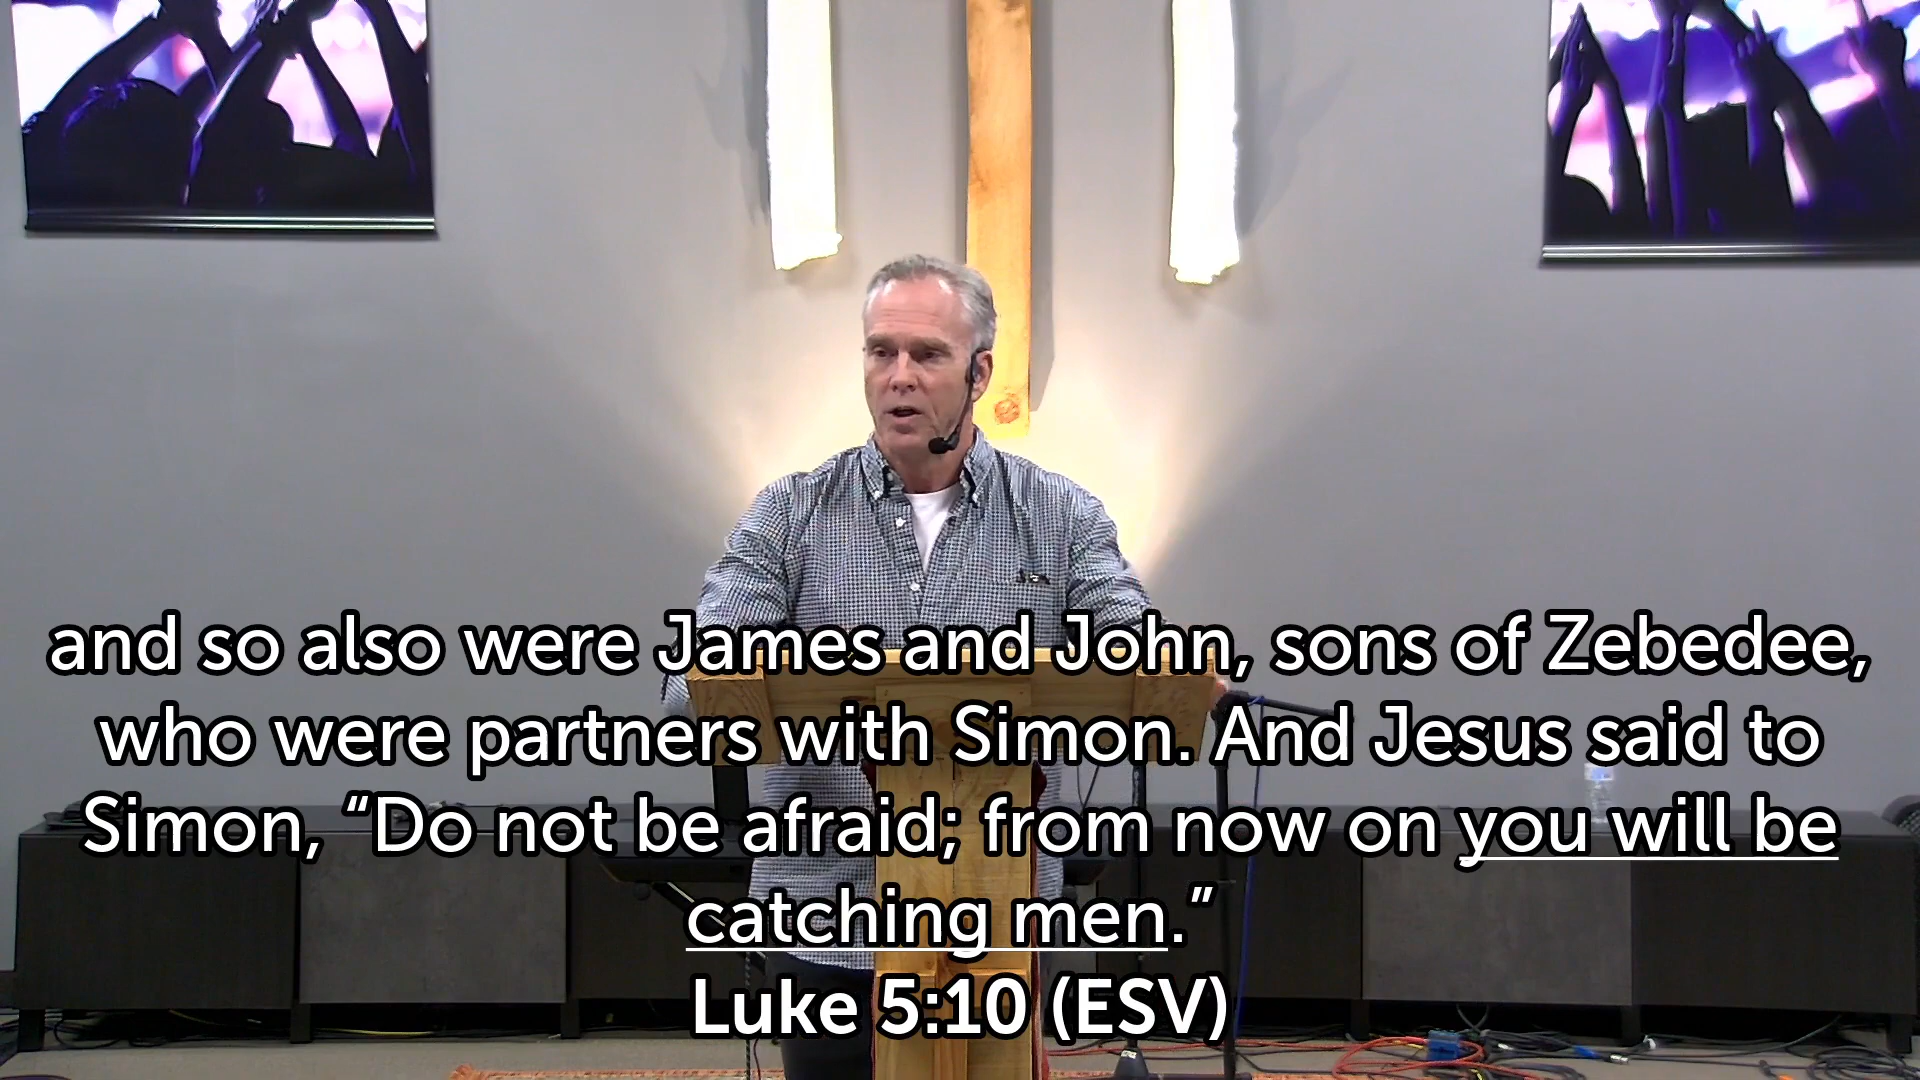 and so also were James and John, sons of Zebedee,
who were partners with Simon. And Jesus said to
Simon, “Do not be afraid; from now on you will be
catching men.”
Luke 5:10 (ESV)